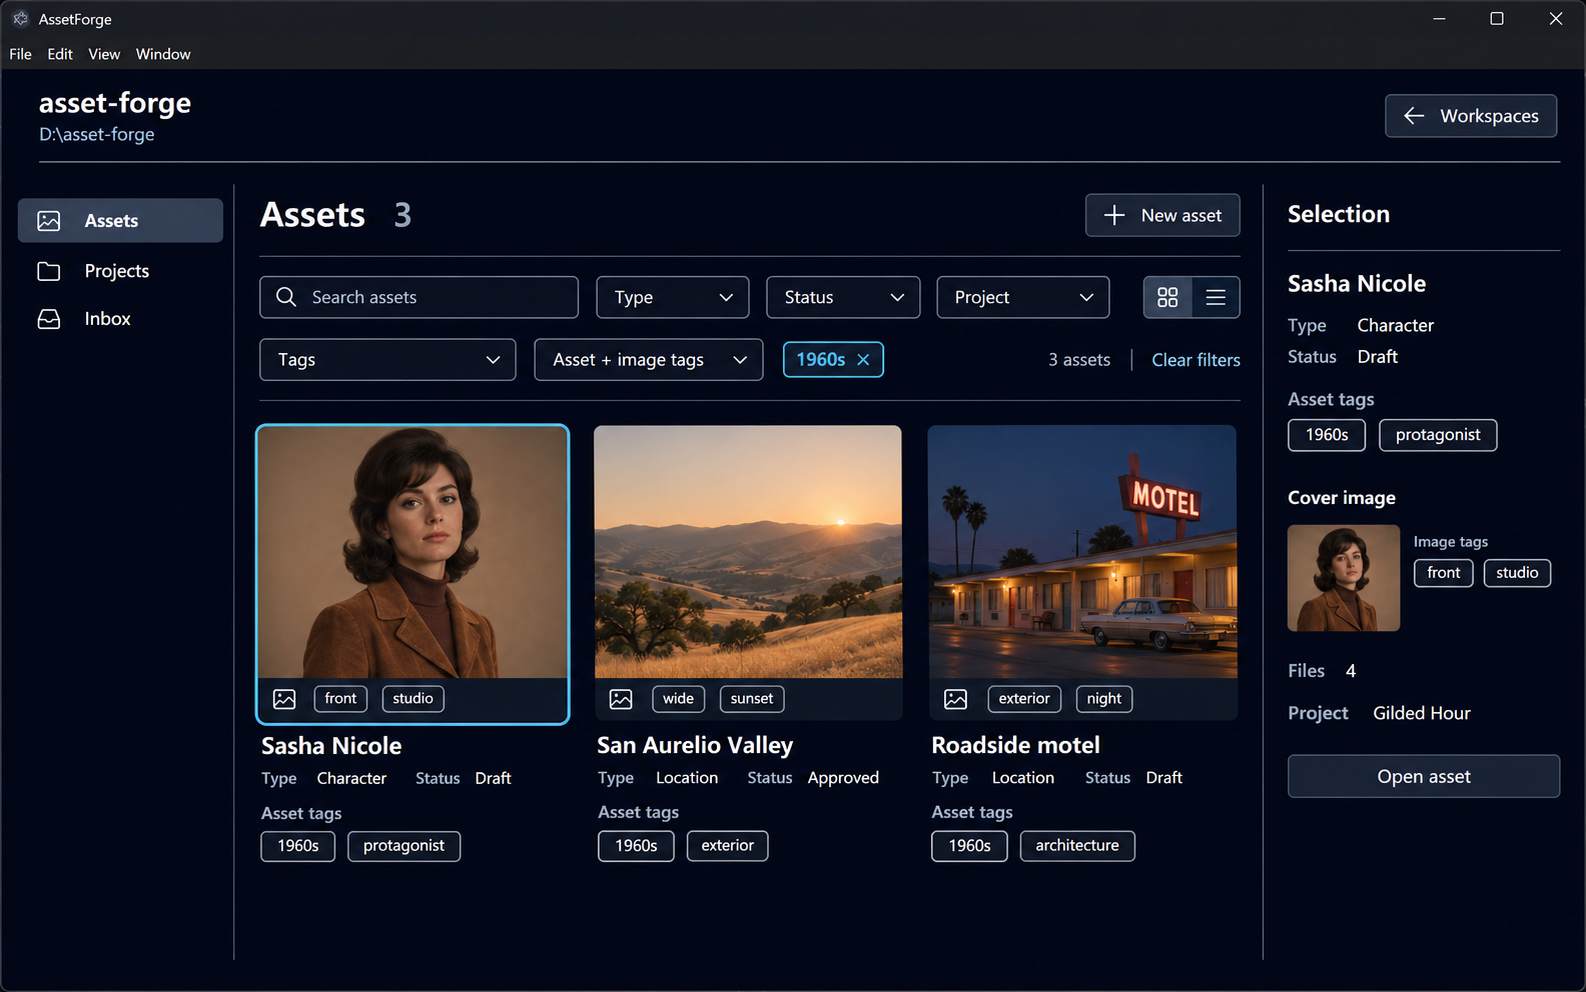 AssetForge
File Edit View Window
asset-forge
D:\asset-forge
Workspaces
Assets
Projects
Inbox
Assets 3
New asset
Search assets
Type
Status
Project
Tags
Asset + image tags
1960s
3 assets
Clear filters
front studio
Sasha Nicole
Type Character Status Draft
Asset tags
1960s protagonist
wide sunset
San Aurelio Valley
Type Location Status Approved
Asset tags
1960s exterior
MOTEL
exterior night
Roadside motel
Type Location Status Draft
Asset tags
1960s architecture
Selection
Sasha Nicole
Type Character
Status Draft
Asset tags
1960s protagonist
Cover image
Image tags
front studio
Files 4
Project Gilded Hour
Open asset